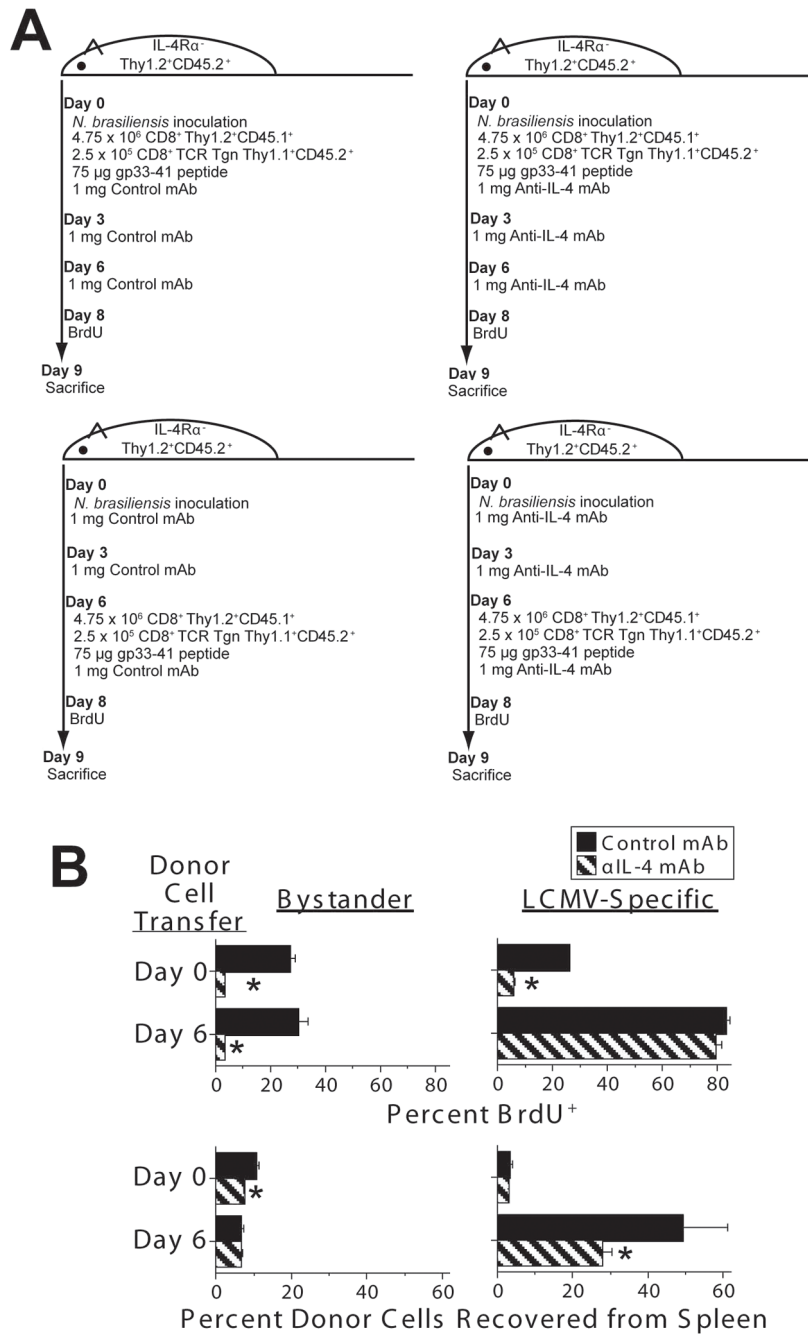 A
IL-4Rα⁻
Thy1.2⁺CD45.2⁺
Day 0
N. brasiliensis inoculation
4.75 x 10⁶ CD8⁺ Thy1.2⁺CD45.1⁺
2.5 x 10⁵ CD8⁺ TCR Tgn Thy1.1⁺CD45.2⁺
75 µg gp33-41 peptide
1 mg Control mAb
Day 3
1 mg Control mAb
Day 6
1 mg Control mAb
Day 8
BrdU
Day 9
Sacrifice
IL-4Rα⁻
Thy1.2⁺CD45.2⁺
Day 0
N. brasiliensis inoculation
4.75 x 10⁶ CD8⁺ Thy1.2⁺CD45.1⁺
2.5 x 10⁵ CD8⁺ TCR Tgn Thy1.1⁺CD45.2⁺
75 µg gp33-41 peptide
1 mg Anti-IL-4 mAb
Day 3
1 mg Anti-IL-4 mAb
Day 6
1 mg Anti-IL-4 mAb
Day 8
BrdU
Day 9
Sacrifice
IL-4Rα⁻
Thy1.2⁺CD45.2⁺
Day 0
N. brasiliensis inoculation
1 mg Control mAb
Day 3
1 mg Control mAb
Day 6
4.75 x 10⁶ CD8⁺ Thy1.2⁺CD45.1⁺
2.5 x 10⁵ CD8⁺ TCR Tgn Thy1.1⁺CD45.2⁺
75 µg gp33-41 peptide
1 mg Control mAb
Day 8
BrdU
Day 9
Sacrifice
IL-4Rα⁻
Thy1.2⁺CD45.2⁺
Day 0
N. brasiliensis inoculation
1 mg Anti-IL-4 mAb
Day 3
1 mg Anti-IL-4 mAb
Day 6
4.75 x 10⁶ CD8⁺ Thy1.2⁺CD45.1⁺
2.5 x 10⁵ CD8⁺ TCR Tgn Thy1.1⁺CD45.2⁺
75 µg gp33-41 peptide
1 mg Anti-IL-4 mAb
Day 8
BrdU
Day 9
Sacrifice
B
Control mAb
αIL-4 mAb
Donor
Cell
Transfer
Bystander
LCMV-Specific
Day 0
*
*
Day 6
*
0 20 40 60 80
0 20 40 60 80
Percent BrdU⁺
Day 0
*
Day 6
*
0 20 40 60
0 20 40 60
Percent Donor Cells Recovered from Spleen